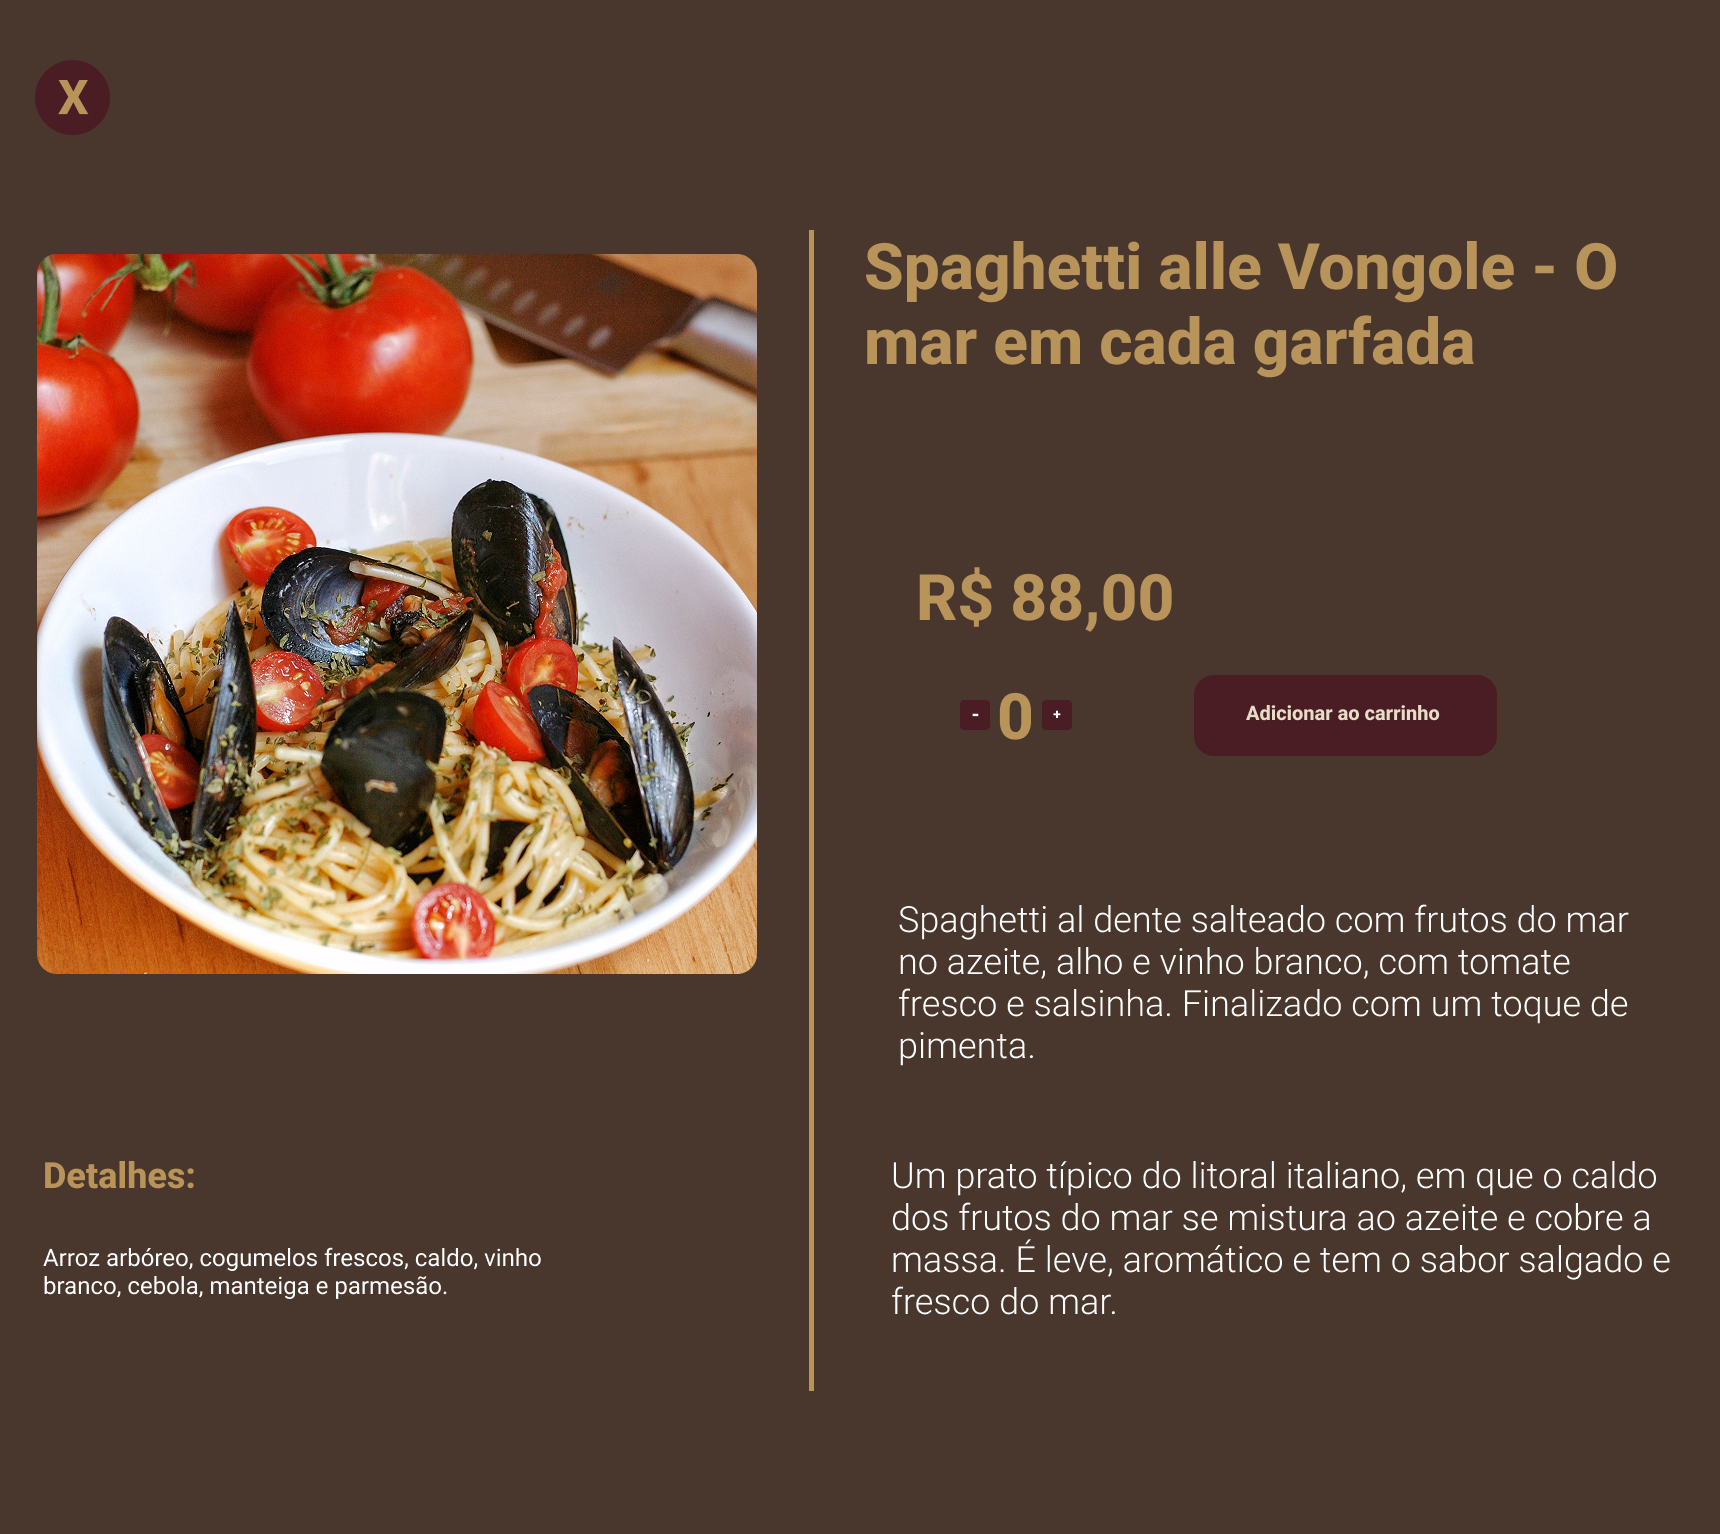 X
Spaghetti alle Vongole - O
mar em cada garfada
R$ 88,00
- 0 +
Adicionar ao carrinho
Spaghetti al dente salteado com frutos do mar
no azeite, alho e vinho branco, com tomate
fresco e salsinha. Finalizado com um toque de
pimenta.
Detalhes:
Arroz arbóreo, cogumelos frescos, caldo, vinho
branco, cebola, manteiga e parmesão.
Um prato típico do litoral italiano, em que o caldo
dos frutos do mar se mistura ao azeite e cobre a
massa. É leve, aromático e tem o sabor salgado e
fresco do mar.